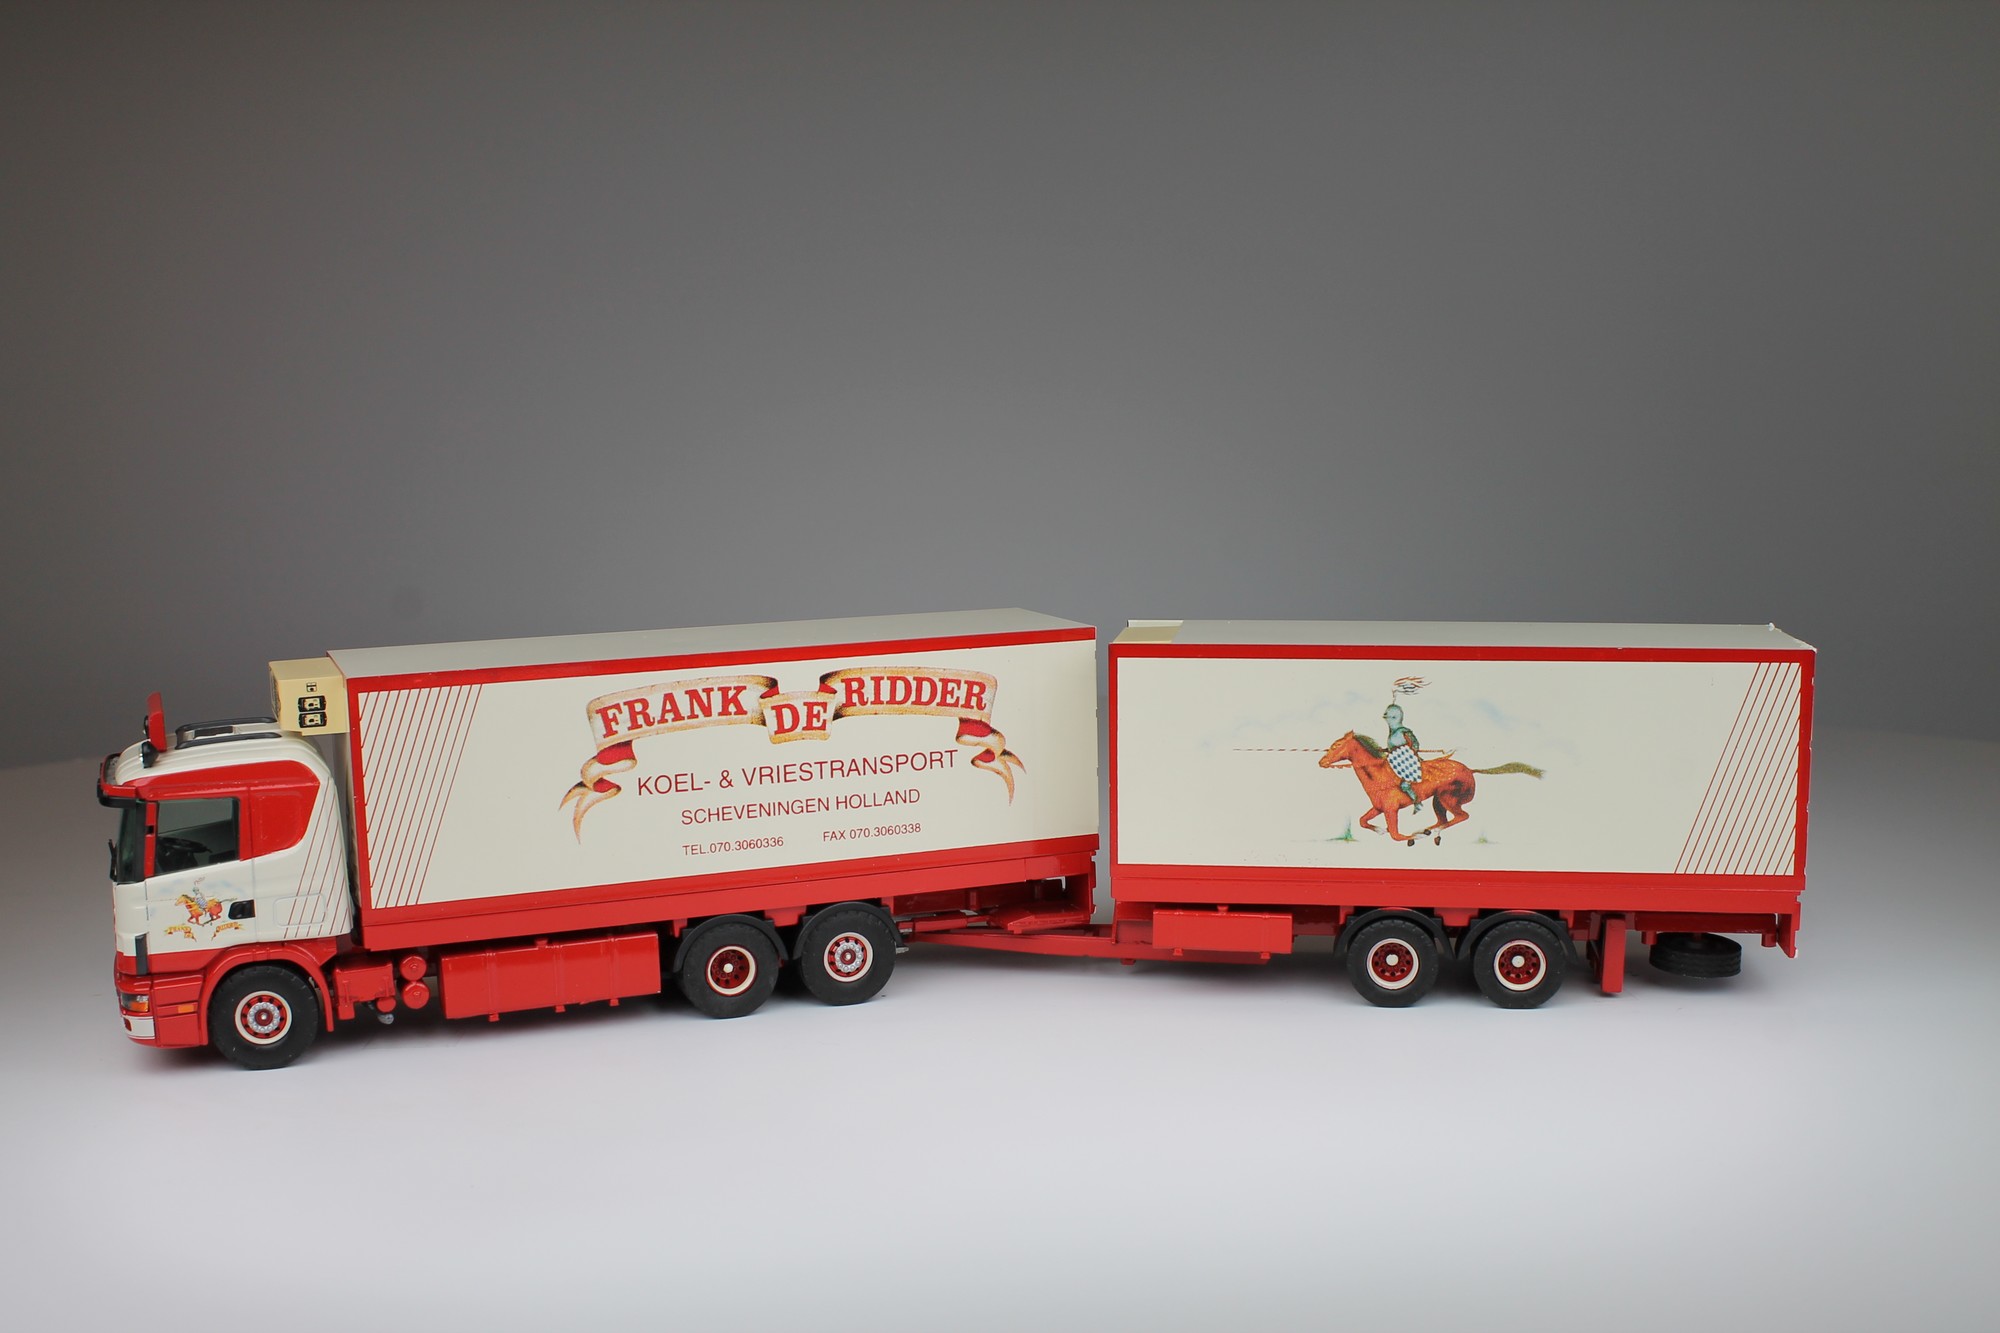 FRANK DE RIDDER
KOEL- & VRIESTRANSPORT
SCHEVENINGEN HOLLAND
TEL.070.3060336 FAX 070.3060338